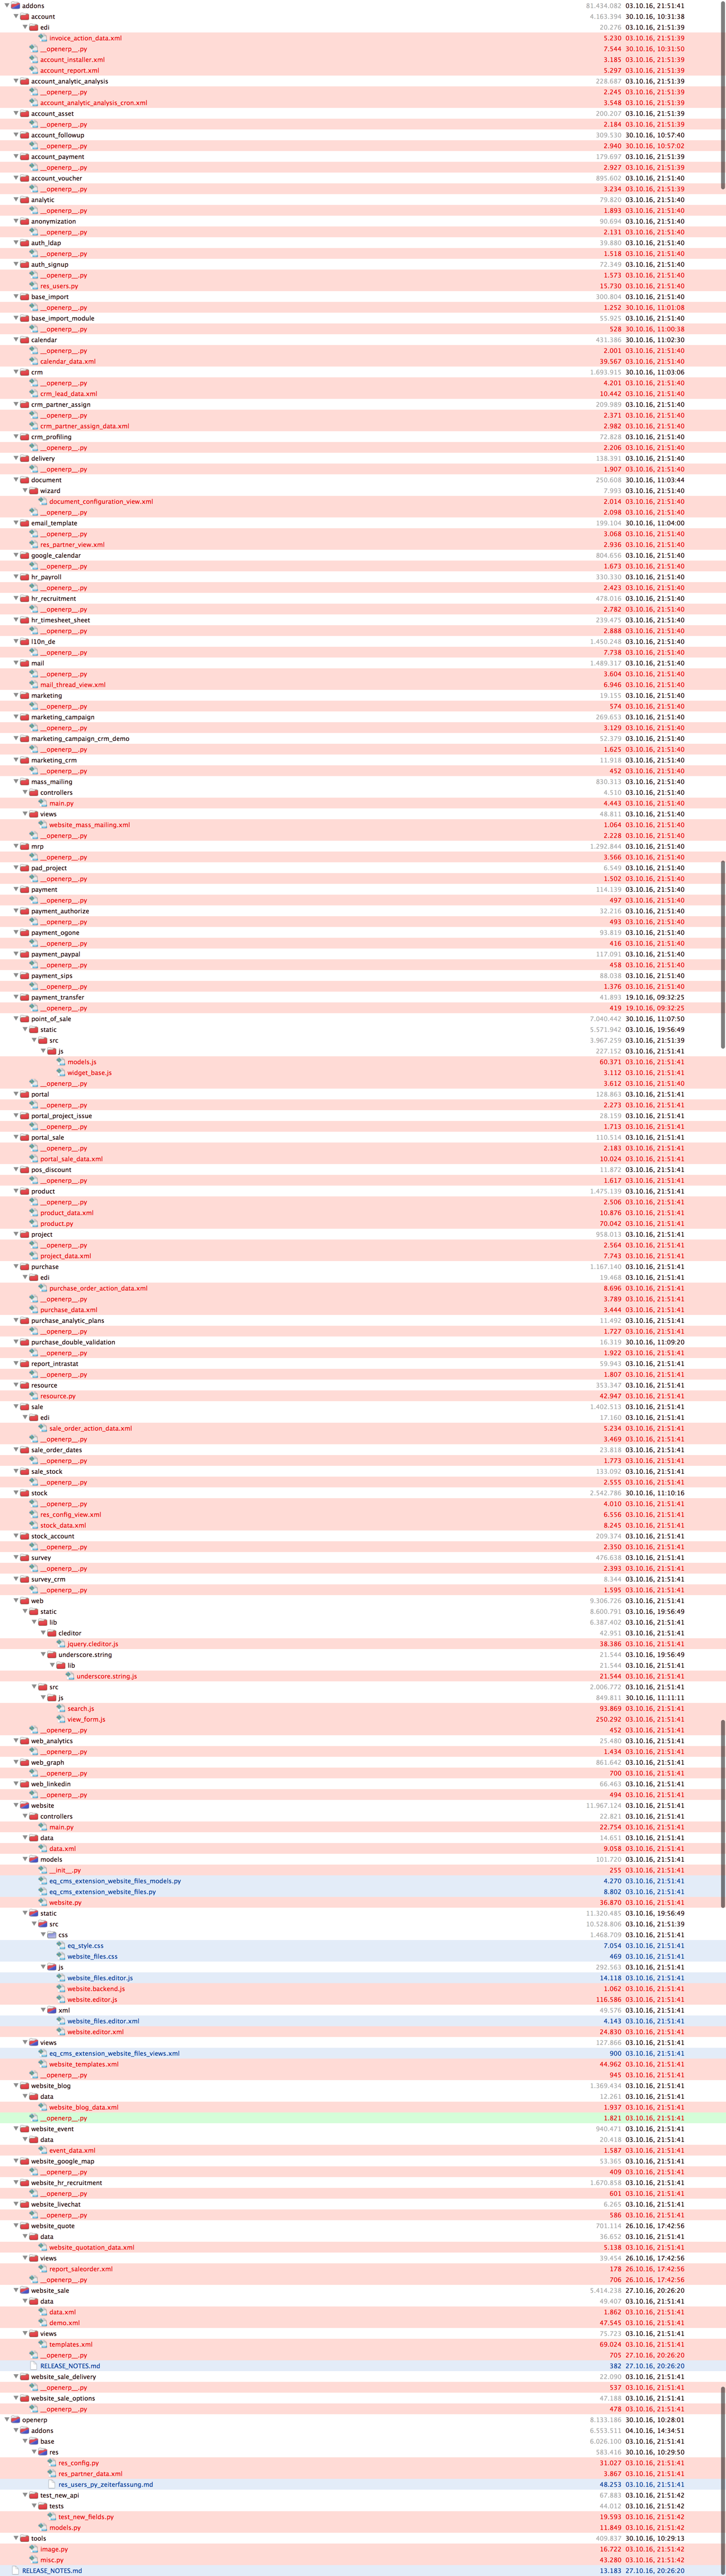 addons 81.434.082 03.10.16, 21:51:41
account 4.163.394 30.10.16, 10:31:38
edi 20.276 03.10.16, 21:51:39
invoice_action_data.xml 5.230 03.10.16, 21:51:39
__openerp__.py 7.544 30.10.16, 10:31:50
account_installer.xml 3.185 03.10.16, 21:51:39
account_report.xml 5.297 03.10.16, 21:51:39
account_analytic_analysis 228.687 03.10.16, 21:51:39
__openerp__.py 2.245 03.10.16, 21:51:39
account_analytic_analysis_cron.xml 3.548 03.10.16, 21:51:39
account_asset 200.207 03.10.16, 21:51:39
__openerp__.py 2.184 03.10.16, 21:51:39
account_followup 309.530 30.10.16, 10:57:40
__openerp__.py 2.940 30.10.16, 10:57:02
account_payment 179.697 03.10.16, 21:51:39
__openerp__.py 2.927 03.10.16, 21:51:39
account_voucher 895.602 03.10.16, 21:51:40
__openerp__.py 3.234 03.10.16, 21:51:39
analytic 79.820 03.10.16, 21:51:40
__openerp__.py 1.893 03.10.16, 21:51:40
anonymization 90.694 03.10.16, 21:51:40
__openerp__.py 2.131 03.10.16, 21:51:40
auth_ldap 39.880 03.10.16, 21:51:40
__openerp__.py 1.518 03.10.16, 21:51:40
auth_signup 72.349 03.10.16, 21:51:40
__openerp__.py 1.573 03.10.16, 21:51:40
res_users.py 15.730 03.10.16, 21:51:40
base_import 300.804 03.10.16, 21:51:40
__openerp__.py 1.252 30.10.16, 11:01:08
base_import_module 55.925 03.10.16, 21:51:40
__openerp__.py 528 30.10.16, 11:00:38
calendar 431.386 30.10.16, 11:02:30
__openerp__.py 2.001 03.10.16, 21:51:40
calendar_data.xml 39.567 03.10.16, 21:51:40
crm 1.693.915 30.10.16, 11:03:06
__openerp__.py 4.201 03.10.16, 21:51:40
crm_lead_data.xml 10.442 03.10.16, 21:51:40
crm_partner_assign 209.989 03.10.16, 21:51:40
__openerp__.py 2.371 03.10.16, 21:51:40
crm_partner_assign_data.xml 2.982 03.10.16, 21:51:40
crm_profiling 72.828 03.10.16, 21:51:40
__openerp__.py 2.206 03.10.16, 21:51:40
delivery 138.391 03.10.16, 21:51:40
__openerp__.py 1.907 03.10.16, 21:51:40
document 250.608 30.10.16, 11:03:44
wizard 7.993 03.10.16, 21:51:40
document_configuration_view.xml 2.014 03.10.16, 21:51:40
__openerp__.py 2.098 03.10.16, 21:51:40
email_template 199.104 30.10.16, 11:04:00
__openerp__.py 3.068 03.10.16, 21:51:40
res_partner_view.xml 2.936 03.10.16, 21:51:40
google_calendar 804.656 03.10.16, 21:51:40
__openerp__.py 1.673 03.10.16, 21:51:40
hr_payroll 330.330 03.10.16, 21:51:40
__openerp__.py 2.423 03.10.16, 21:51:40
hr_recruitment 478.016 03.10.16, 21:51:40
__openerp__.py 2.782 03.10.16, 21:51:40
hr_timesheet_sheet 239.475 03.10.16, 21:51:40
__openerp__.py 2.888 03.10.16, 21:51:40
l10n_de 1.450.248 03.10.16, 21:51:40
__openerp__.py 7.738 03.10.16, 21:51:40
mail 1.489.317 03.10.16, 21:51:40
__openerp__.py 3.604 03.10.16, 21:51:40
mail_thread_view.xml 6.946 03.10.16, 21:51:40
marketing 19.155 03.10.16, 21:51:40
__openerp__.py 574 03.10.16, 21:51:40
marketing_campaign 269.653 03.10.16, 21:51:40
__openerp__.py 3.129 03.10.16, 21:51:40
marketing_campaign_crm_demo 52.379 03.10.16, 21:51:40
__openerp__.py 1.625 03.10.16, 21:51:40
marketing_crm 11.918 03.10.16, 21:51:40
__openerp__.py 452 03.10.16, 21:51:40
mass_mailing 830.313 03.10.16, 21:51:40
controllers 4.510 03.10.16, 21:51:40
main.py 4.443 03.10.16, 21:51:40
views 48.811 03.10.16, 21:51:40
website_mass_mailing.xml 1.064 03.10.16, 21:51:40
__openerp__.py 2.228 03.10.16, 21:51:40
mrp 1.292.844 03.10.16, 21:51:40
__openerp__.py 3.566 03.10.16, 21:51:40
pad_project 6.549 03.10.16, 21:51:40
__openerp__.py 1.502 03.10.16, 21:51:40
payment 114.139 03.10.16, 21:51:40
__openerp__.py 497 03.10.16, 21:51:40
payment_authorize 32.216 03.10.16, 21:51:40
__openerp__.py 493 03.10.16, 21:51:40
payment_ogone 93.819 03.10.16, 21:51:40
__openerp__.py 416 03.10.16, 21:51:40
payment_paypal 117.091 03.10.16, 21:51:40
__openerp__.py 458 03.10.16, 21:51:40
payment_sips 88.038 03.10.16, 21:51:40
__openerp__.py 1.376 03.10.16, 21:51:40
payment_transfer 41.893 19.10.16, 09:32:25
__openerp__.py 419 19.10.16, 09:32:25
point_of_sale 7.040.442 30.10.16, 11:07:50
static 5.571.942 03.10.16, 19:56:49
src 3.967.259 03.10.16, 21:51:39
js 227.152 03.10.16, 21:51:41
models.js 60.371 03.10.16, 21:51:41
widget_base.js 3.112 03.10.16, 21:51:41
__openerp__.py 3.612 03.10.16, 21:51:40
portal 128.863 03.10.16, 21:51:41
__openerp__.py 2.273 03.10.16, 21:51:41
portal_project_issue 28.159 03.10.16, 21:51:41
__openerp__.py 1.713 03.10.16, 21:51:41
portal_sale 110.514 03.10.16, 21:51:41
__openerp__.py 2.183 03.10.16, 21:51:41
portal_sale_data.xml 10.024 03.10.16, 21:51:41
pos_discount 11.872 03.10.16, 21:51:41
__openerp__.py 1.617 03.10.16, 21:51:41
product 1.475.139 03.10.16, 21:51:41
__openerp__.py 2.506 03.10.16, 21:51:41
product_data.xml 10.876 03.10.16, 21:51:41
product.py 70.042 03.10.16, 21:51:41
project 958.013 03.10.16, 21:51:41
__openerp__.py 2.564 03.10.16, 21:51:41
project_data.xml 7.743 03.10.16, 21:51:41
purchase 1.167.140 03.10.16, 21:51:41
edi 19.468 03.10.16, 21:51:41
purchase_order_action_data.xml 8.696 03.10.16, 21:51:41
__openerp__.py 3.789 03.10.16, 21:51:41
purchase_data.xml 3.444 03.10.16, 21:51:41
purchase_analytic_plans 11.492 03.10.16, 21:51:41
__openerp__.py 1.727 03.10.16, 21:51:41
purchase_double_validation 16.319 30.10.16, 11:09:20
__openerp__.py 1.922 03.10.16, 21:51:41
report_intrastat 59.943 03.10.16, 21:51:41
__openerp__.py 1.807 03.10.16, 21:51:41
resource 353.347 03.10.16, 21:51:41
resource.py 42.947 03.10.16, 21:51:41
sale 1.402.513 03.10.16, 21:51:41
edi 17.160 03.10.16, 21:51:41
sale_order_action_data.xml 5.234 03.10.16, 21:51:41
__openerp__.py 3.469 03.10.16, 21:51:41
sale_order_dates 23.818 03.10.16, 21:51:41
__openerp__.py 1.773 03.10.16, 21:51:41
sale_stock 133.092 03.10.16, 21:51:41
__openerp__.py 2.555 03.10.16, 21:51:41
stock 2.542.786 30.10.16, 11:10:16
__openerp__.py 4.010 03.10.16, 21:51:41
res_config_view.xml 6.556 03.10.16, 21:51:41
stock_data.xml 8.245 03.10.16, 21:51:41
stock_account 209.374 03.10.16, 21:51:41
__openerp__.py 2.350 03.10.16, 21:51:41
survey 476.638 03.10.16, 21:51:41
__openerp__.py 2.393 03.10.16, 21:51:41
survey_crm 8.344 03.10.16, 21:51:41
__openerp__.py 1.595 03.10.16, 21:51:41
web 9.306.726 03.10.16, 21:51:41
static 8.600.791 03.10.16, 19:56:49
lib 6.387.402 03.10.16, 21:51:41
cleditor 42.951 03.10.16, 21:51:41
jquery.cleditor.js 38.386 03.10.16, 21:51:41
underscore.string 21.544 03.10.16, 19:56:49
lib 21.544 03.10.16, 21:51:41
underscore.string.js 21.544 03.10.16, 21:51:41
src 2.006.772 03.10.16, 21:51:41
js 849.811 30.10.16, 11:11:11
search.js 93.869 03.10.16, 21:51:41
view_form.js 250.292 03.10.16, 21:51:41
__openerp__.py 452 03.10.16, 21:51:41
web_analytics 25.480 03.10.16, 21:51:41
__openerp__.py 1.434 03.10.16, 21:51:41
web_graph 861.642 03.10.16, 21:51:41
__openerp__.py 700 03.10.16, 21:51:41
web_linkedin 66.463 03.10.16, 21:51:41
__openerp__.py 494 03.10.16, 21:51:41
website 11.967.124 03.10.16, 21:51:41
controllers 22.821 03.10.16, 21:51:41
main.py 22.754 03.10.16, 21:51:41
data 14.651 03.10.16, 21:51:41
data.xml 9.058 03.10.16, 21:51:41
models 101.720 03.10.16, 21:51:41
__init__.py 255 03.10.16, 21:51:41
eq_cms_extension_website_files_models.py 4.270 03.10.16, 21:51:41
eq_cms_extension_website_files.py 8.802 03.10.16, 21:51:41
website.py 36.870 03.10.16, 21:51:41
static 11.320.485 03.10.16, 19:56:49
src 10.528.806 03.10.16, 21:51:39
css 1.468.709 03.10.16, 21:51:41
eq_style.css 7.054 03.10.16, 21:51:41
website_files.css 469 03.10.16, 21:51:41
js 292.563 03.10.16, 21:51:41
website_files.editor.js 14.118 03.10.16, 21:51:41
website.backend.js 1.062 03.10.16, 21:51:41
website.editor.js 116.586 03.10.16, 21:51:41
xml 49.576 03.10.16, 21:51:41
website_files.editor.xml 4.143 03.10.16, 21:51:41
website.editor.xml 24.830 03.10.16, 21:51:41
views 127.866 03.10.16, 21:51:41
eq_cms_extension_website_files_views.xml 900 03.10.16, 21:51:41
website_templates.xml 44.962 03.10.16, 21:51:41
__openerp__.py 945 03.10.16, 21:51:41
website_blog 1.369.434 03.10.16, 21:51:41
data 12.261 03.10.16, 21:51:41
website_blog_data.xml 1.937 03.10.16, 21:51:41
__openerp__.py 1.821 03.10.16, 21:51:41
website_event 940.471 03.10.16, 21:51:41
data 20.418 03.10.16, 21:51:41
event_data.xml 1.587 03.10.16, 21:51:41
website_google_map 53.365 03.10.16, 21:51:41
__openerp__.py 409 03.10.16, 21:51:41
website_hr_recruitment 1.670.858 03.10.16, 21:51:41
__openerp__.py 601 03.10.16, 21:51:41
website_livechat 6.265 03.10.16, 21:51:41
__openerp__.py 586 03.10.16, 21:51:41
website_quote 701.114 26.10.16, 17:42:56
data 36.652 03.10.16, 21:51:41
website_quotation_data.xml 5.138 03.10.16, 21:51:41
views 39.454 26.10.16, 17:42:56
report_saleorder.xml 178 26.10.16, 17:42:56
__openerp__.py 706 26.10.16, 17:42:56
website_sale 5.414.238 27.10.16, 20:26:20
data 49.407 03.10.16, 21:51:41
data.xml 1.862 03.10.16, 21:51:41
demo.xml 47.545 03.10.16, 21:51:41
views 75.723 03.10.16, 21:51:41
templates.xml 69.024 03.10.16, 21:51:41
__openerp__.py 705 27.10.16, 20:26:20
RELEASE_NOTES.md 382 27.10.16, 20:26:20
website_sale_delivery 22.090 03.10.16, 21:51:41
__openerp__.py 537 03.10.16, 21:51:41
website_sale_options 47.188 03.10.16, 21:51:41
__openerp__.py 478 03.10.16, 21:51:41
openerp 8.133.186 30.10.16, 10:28:01
addons 6.553.511 04.10.16, 14:34:51
base 6.026.100 03.10.16, 21:51:41
res 583.416 30.10.16, 10:29:50
res_config.py 31.027 03.10.16, 21:51:41
res_partner_data.xml 3.867 03.10.16, 21:51:41
res_users_py_zeiterfassung.md 48.253 03.10.16, 21:51:41
test_new_api 67.883 03.10.16, 21:51:42
tests 44.012 03.10.16, 21:51:42
test_new_fields.py 19.593 03.10.16, 21:51:42
models.py 11.849 03.10.16, 21:51:42
tools 409.837 30.10.16, 10:29:13
image.py 16.722 03.10.16, 21:51:42
misc.py 43.280 03.10.16, 21:51:42
RELEASE_NOTES.md 13.183 27.10.16, 20:26:20